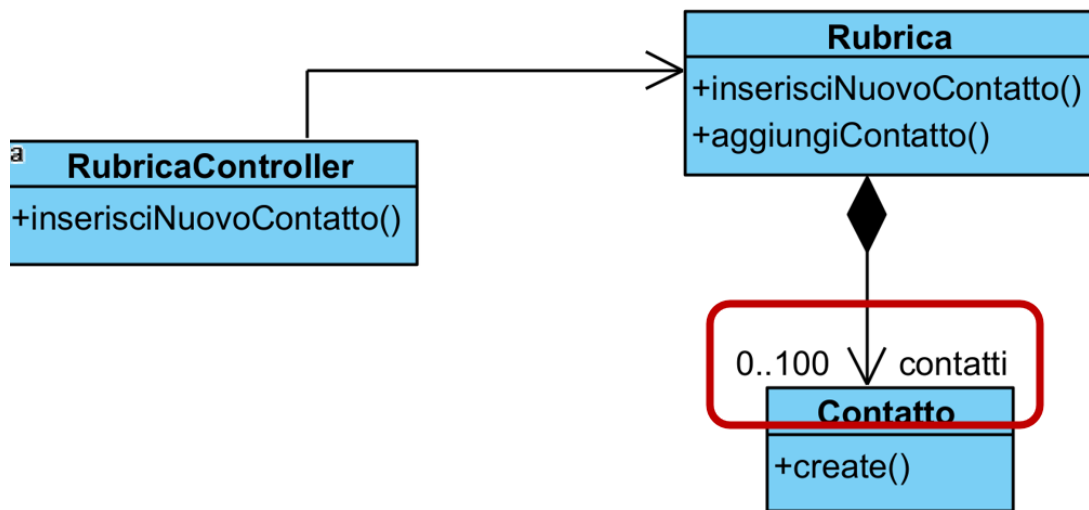 Rubrica
+inserisciNuovoContatto()
+aggiungiContatto()
a
RubricaController
+inserisciNuovoContatto()
0..100 contatti
Contatto
+create()